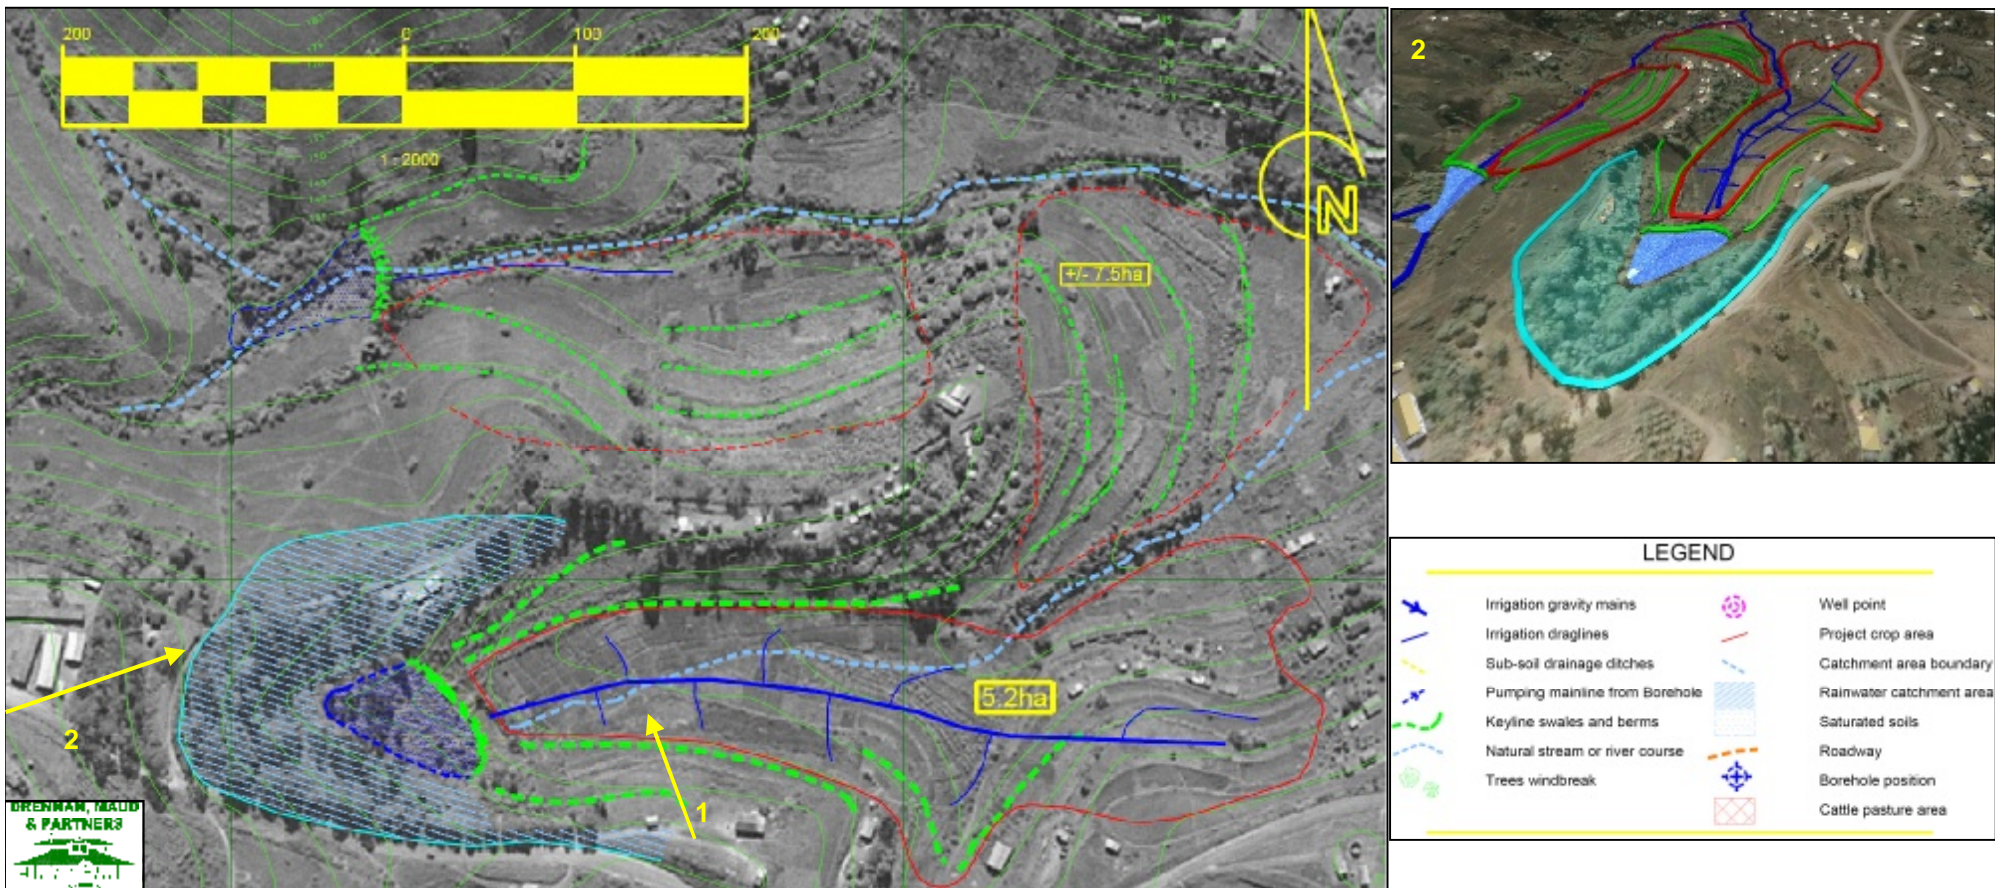 200 0 100 200
1 : 2000
N
+/- 7.5ha
5.2ha
2
1
BRENNAN, MAUD
& PARTNERS
2
LEGEND
Irrigation gravity mains
Irrigation draglines
Sub-soil drainage ditches
Pumping mainline from Borehole
Keyline swales and berms
Natural stream or river course
Trees windbreak
Well point
Project crop area
Catchment area boundary
Rainwater catchment area
Saturated soils
Roadway
Borehole position
Cattle pasture area